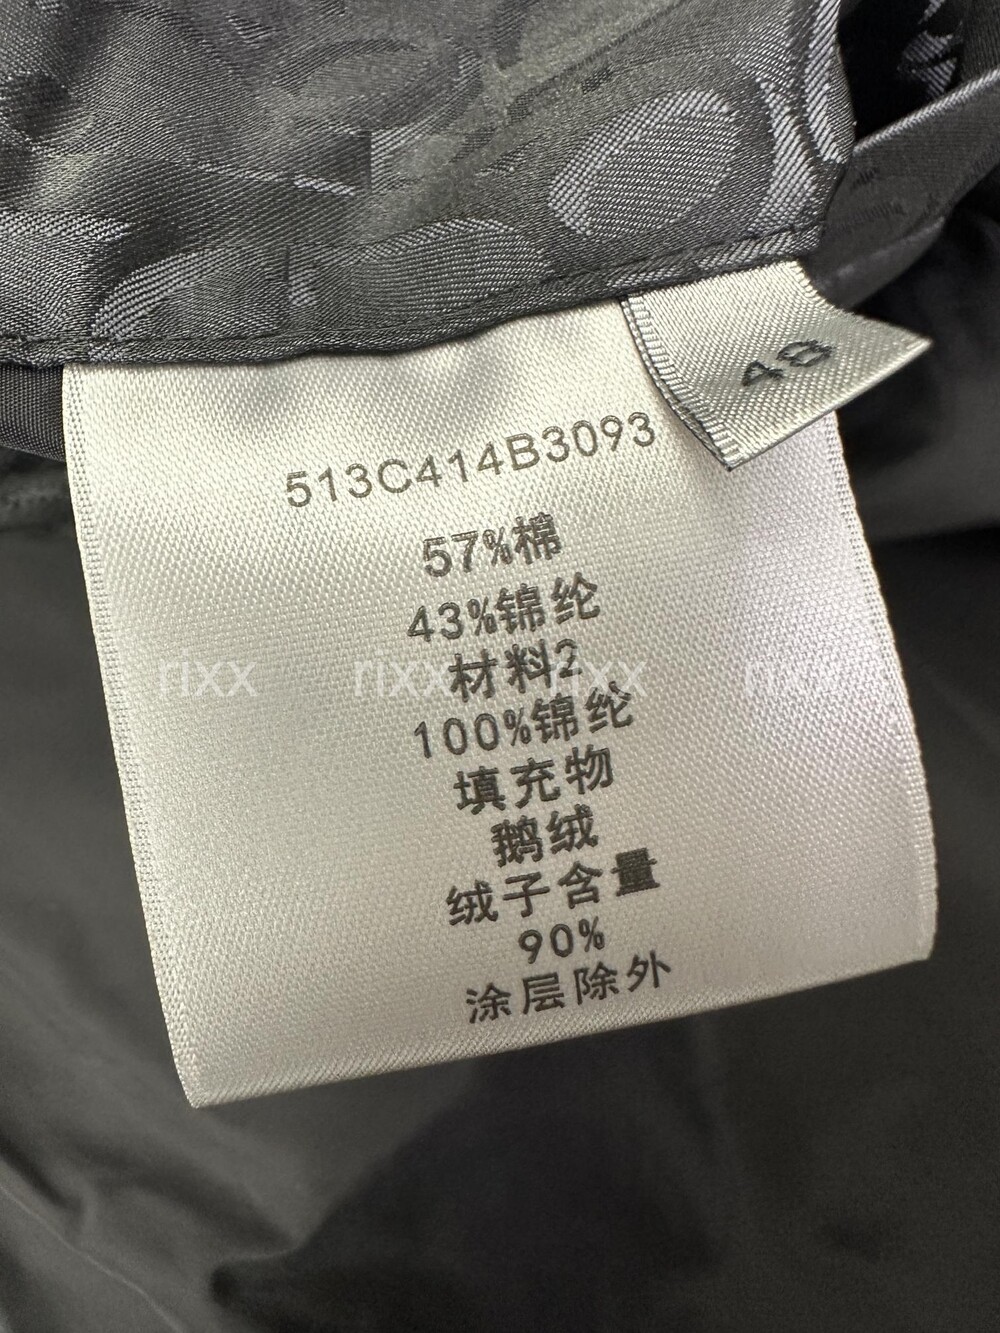 48
513C414B3093
57%棉
43%锦纶
材料2
rixx rixx rixx rixx
100%锦纶
填充物
鹅绒
绒子含量
90%
涂层除外